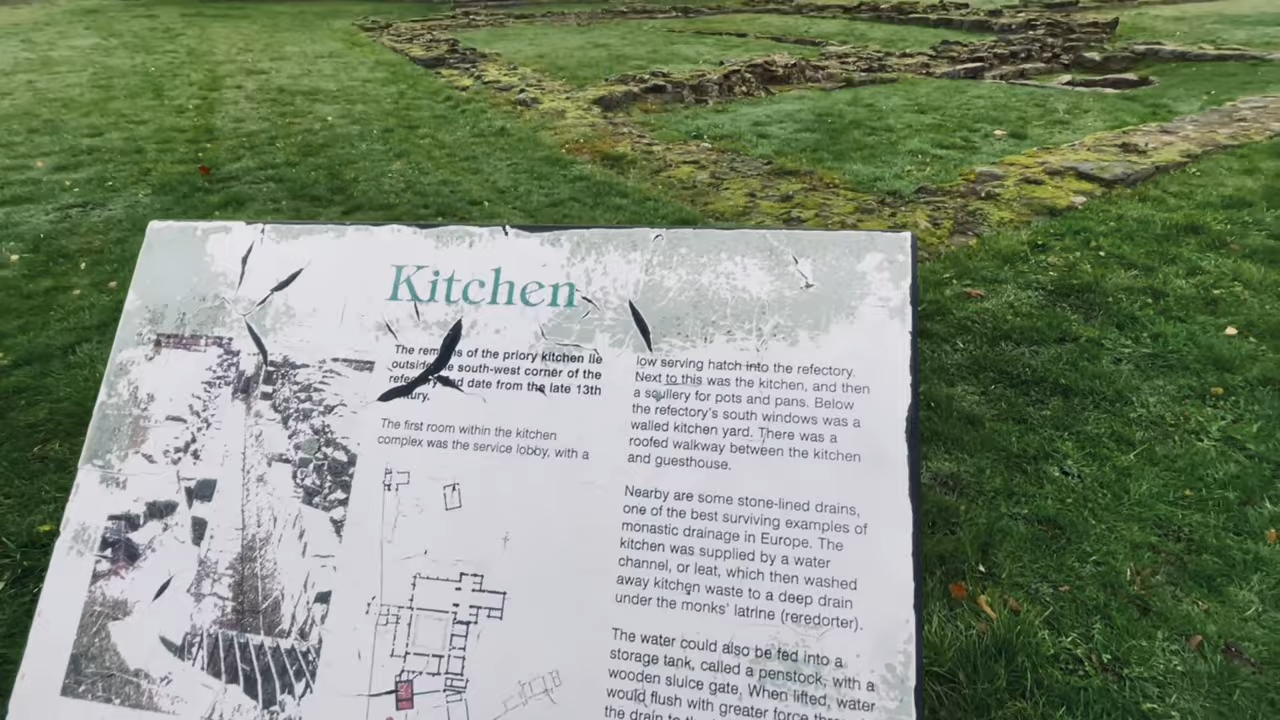 Kitchen
The rem ns of the priory kitchen lie
outside e south-west corner of the
refec nd date from the late 13th
ury.
The first room within the kitchen
complex was the service lobby, with a
low serving hatch into the refectory.
Next to this was the kitchen, and then
a scullery for pots and pans. Below
the refectory's south windows was a
walled kitchen yard. There was a
roofed walkway between the kitchen
and guesthouse.
Nearby are some stone-lined drains,
one of the best surviving examples of
monastic drainage in Europe. The
kitchen was supplied by a water
channel, or leat, which then washed
away kitchen waste to a deep drain
under the monks' latrine (reredorter).
The water could also be fed into a
storage tank, called a penstock, with a
wooden sluice gate. When lifted, water
would flush with greater force
the drain to